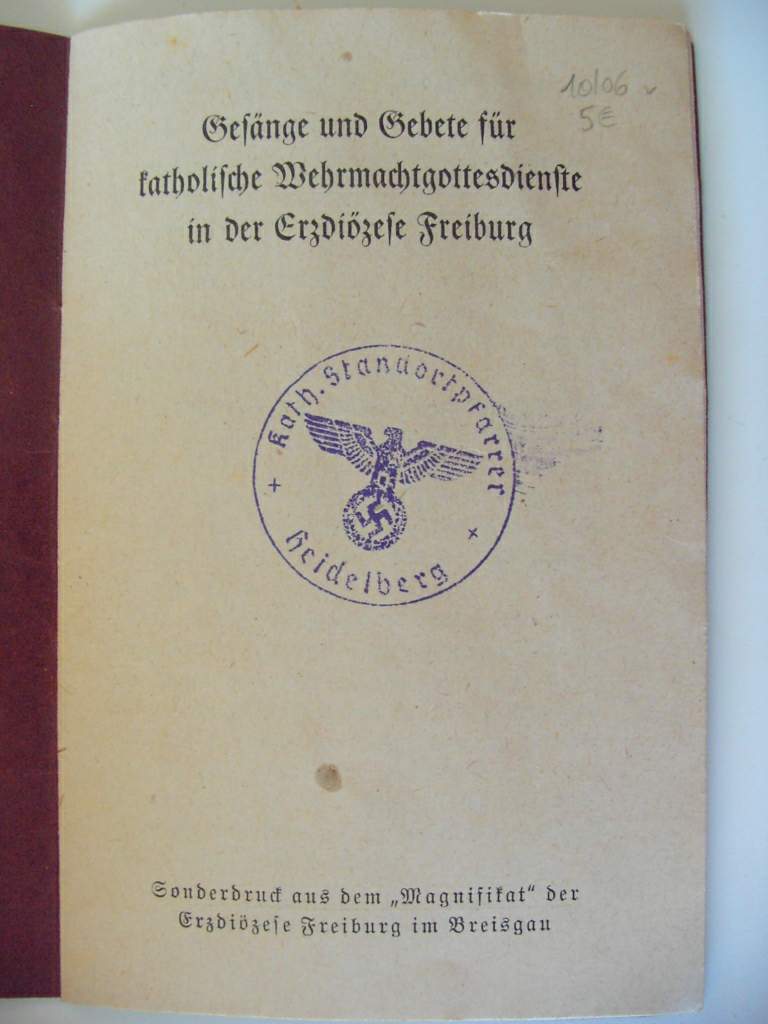 10/06 v
5€
Gesänge und Gebete für
katholische Wehrmachtgottesdienste
in der Erzdiözese Freiburg
Kath. Standortpfarrer
Heidelberg
Sonderdruck aus dem „Magnifikat“ der
Erzdiözese Freiburg im Breisgau